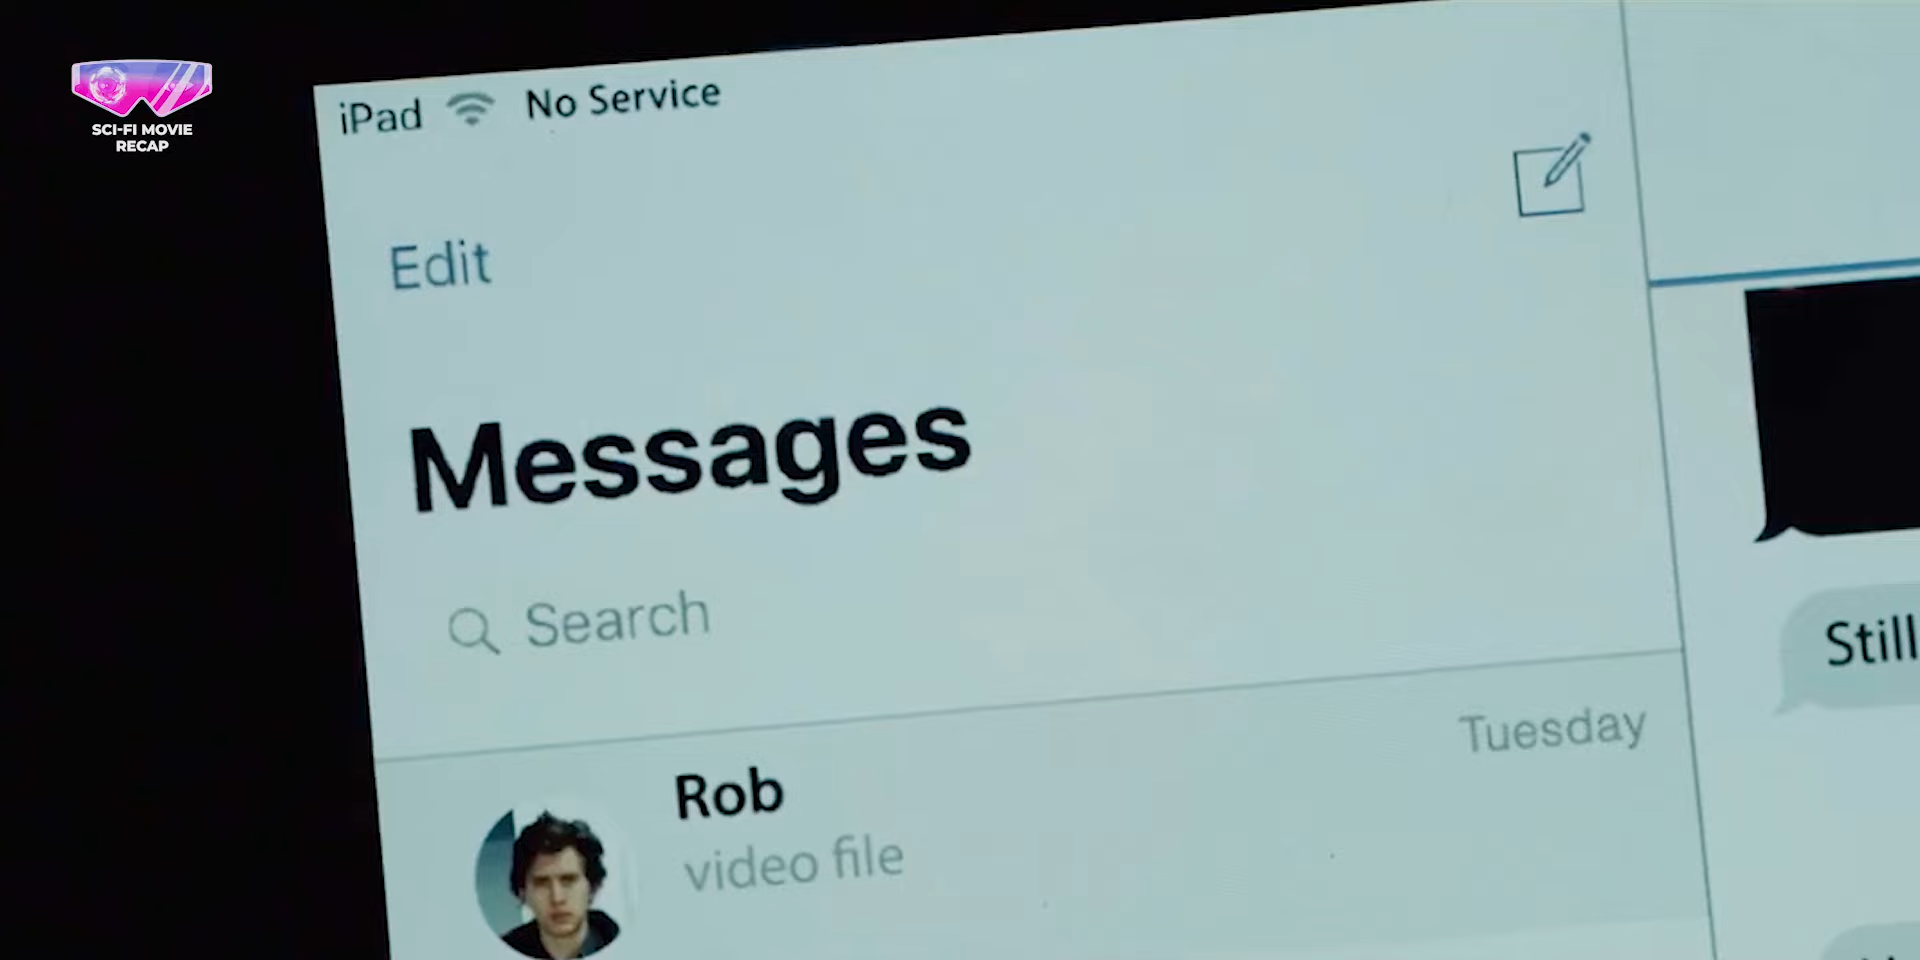 SCI-FI MOVIE
RECAP
iPad No Service
Edit
Messages
Search
Tuesday
Rob
video file
Still